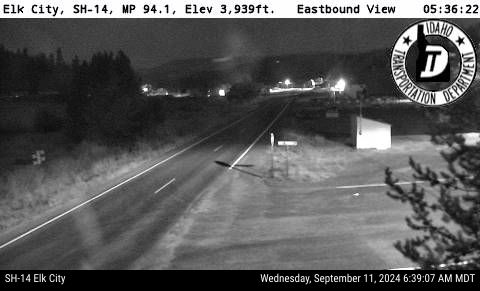 Elk City, SH-14, MP 94.1, Elev 3,939ft.   Eastbound View   05:36:22
IDAHO
TRANSPORTATION DEPARTMENT
SH-14 Elk City
Wednesday, September 11, 2024 6:39:07 AM MDT